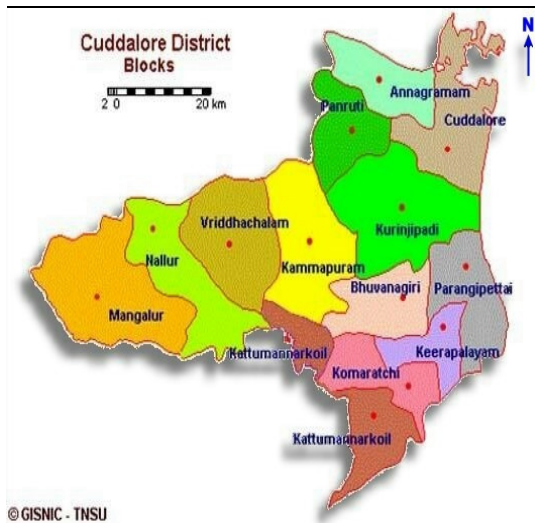 Cuddalore District
Blocks
N
2 0 20 km
Annagramam
Panruti
Cuddalore
Vriddhachalam
Kurinjipadi
Nallur
Kammapuram
Bhuvanagiri
Parangipettai
Mangalur
Kattumannarkoil
Komaratchi
Keerapalayam
Kattumannarkoil
© GISNIC - TNSU